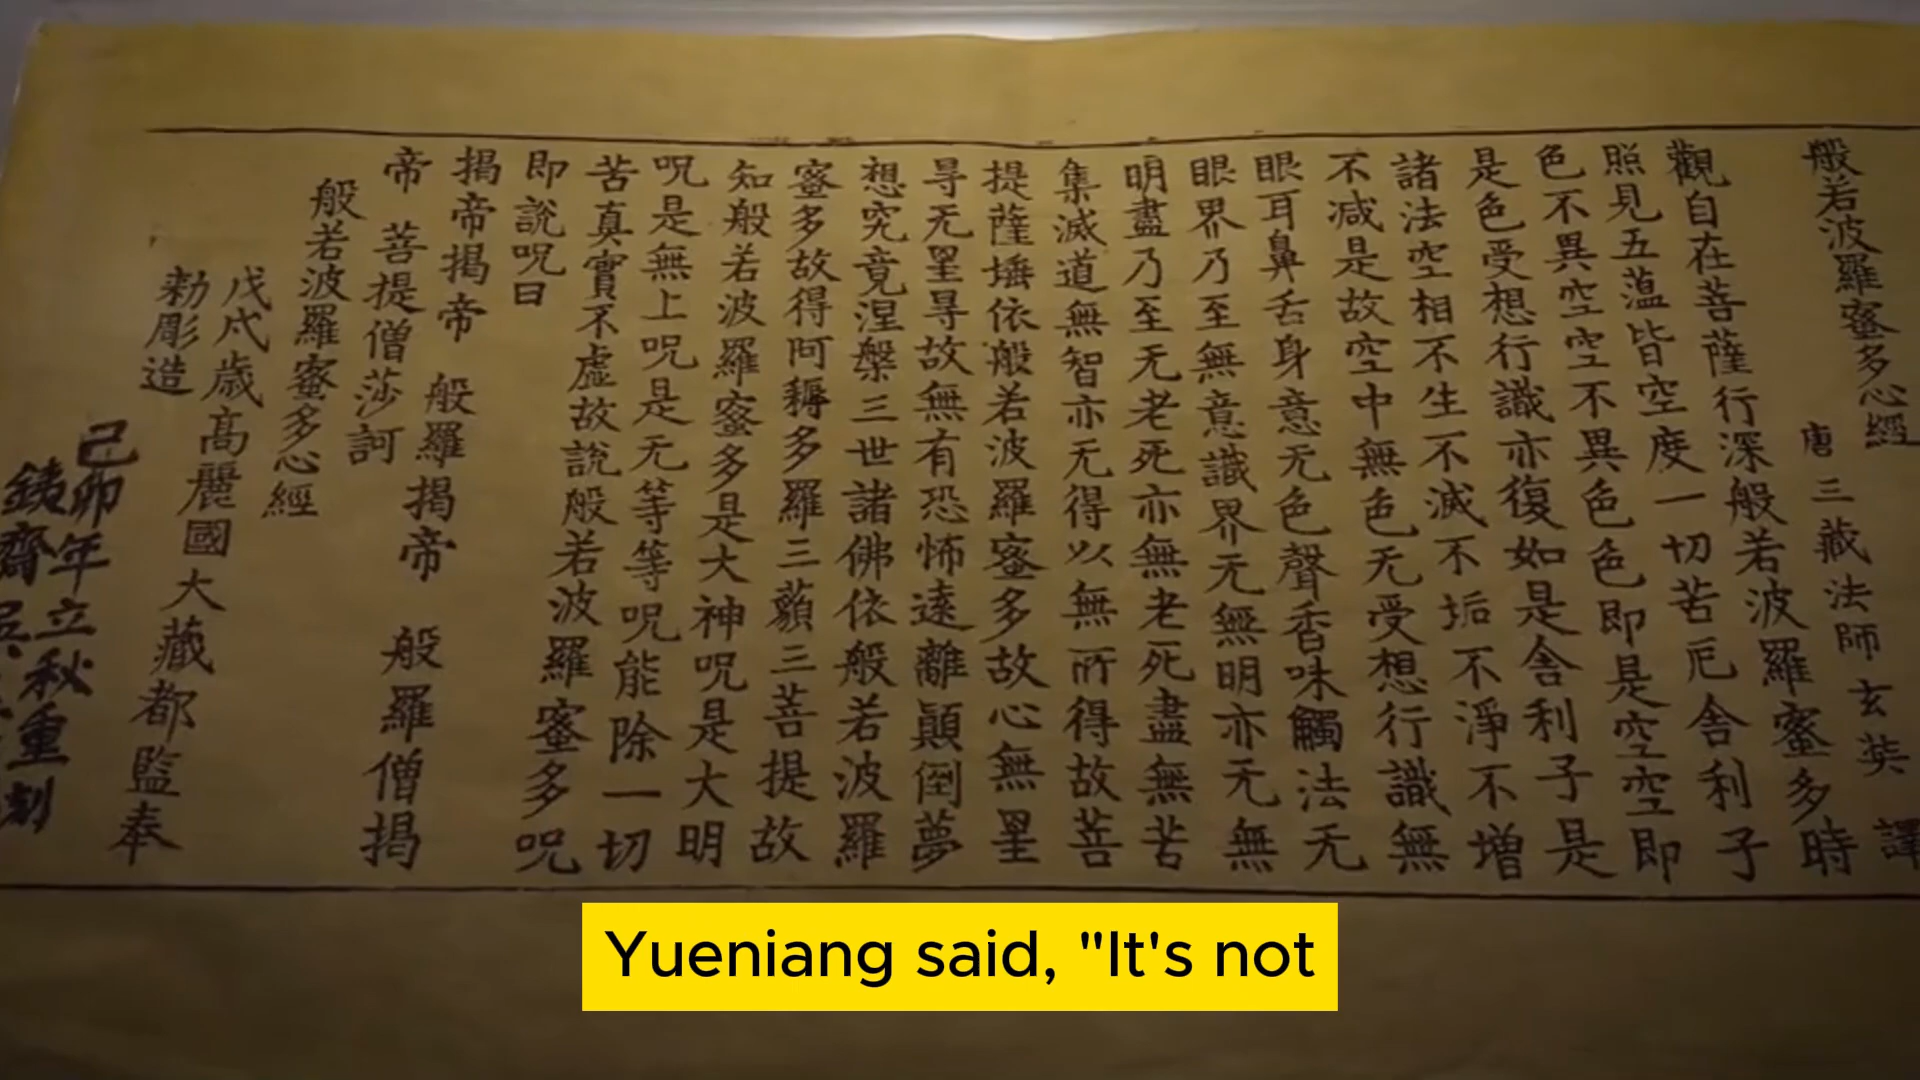 般若波羅蜜多心經
唐三藏法師玄奘 譯
觀自在菩薩行深般若波羅蜜多時
照見五薀皆空度一切苦厄舍利子
色不異空空不異色色即是空空即
是色受想行識亦復如是舍利子是
諸法空相不生不滅不垢不淨不增
不減是故空中無色无受想行識無
眼耳鼻舌身意无色聲香味觸法无
眼界乃至無意識界无無明亦无無
明盡乃至无老死亦無老死盡無苦
集滅道無智亦无得以無所得故菩
提薩埵依般若波羅蜜多故心無罣
㝵无罣㝵故無有恐怖遠離顛倒夢
想究竟涅槃三世諸佛依般若波羅
蜜多故得阿耨多羅三藐三菩提故
知般若波羅蜜多是大神呪是大明
呪是無上呪是无等等呪能除一切
苦真實不虛故說般若波羅蜜多呪
即說呪曰
揭帝揭帝 般羅揭帝 般羅僧揭
帝 菩提僧莎訶
般若波羅蜜多心經
戊戌歲高麗國大藏都監奉
勑彫造
己卯年立秋重刻
鐵齋
Yueniang said, "It's not